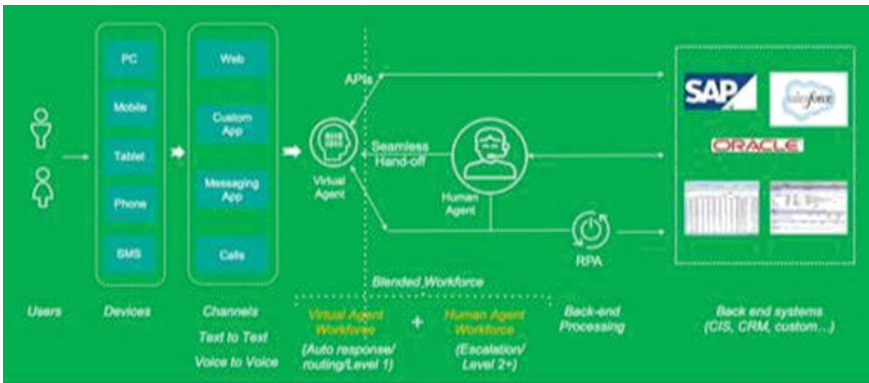 PC
Mobile
Tablet
Phone
SMS
Web
Custom
App
Messaging
App
Calls
APIs
Virtual
Agent
Seamless
Hand-off
Human
Agent
RPA
SAP
salesforce
ORACLE
Blended Workforce
Users
Devices
Channels
Text to Text
Voice to Voice
Virtual Agent
Workforce
(Auto response/
routing/Level 1)
+
Human Agent
Workforce
(Escalation/
Level 2+)
Back-end
Processing
Back end systems
(CIS, CRM, custom...)